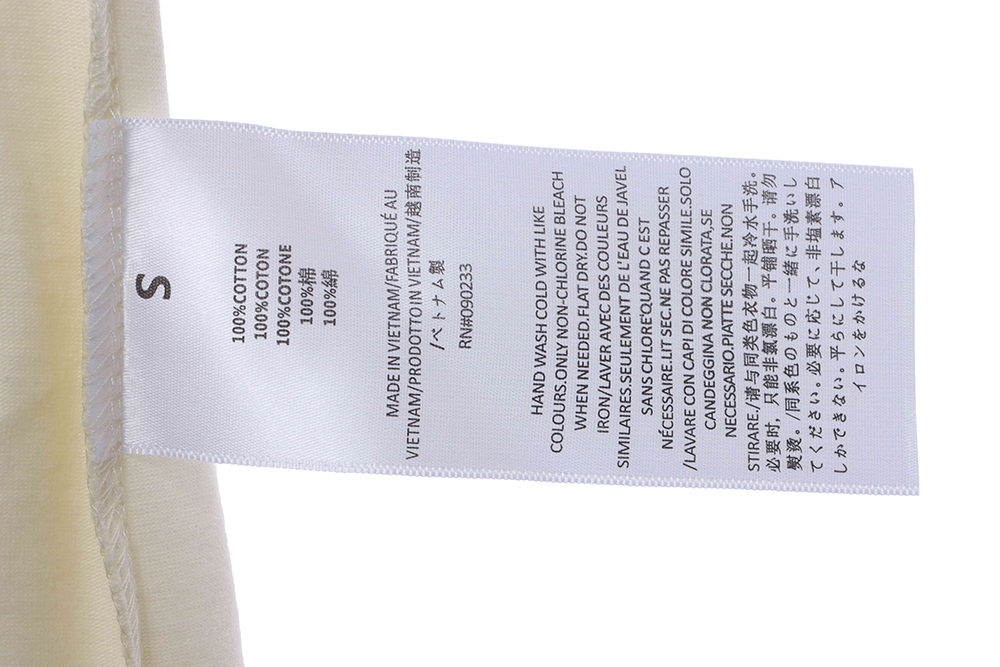 S
100%COTTON
100%COTON
100%COTONE
100%棉
100%綿
MADE IN VIETNAM/FABRIQUÉ AU
VIETNAM/PRODOTTO IN VIETNAM/越南制造
/ベトナム製
RN#090233
HAND WASH COLD WITH LIKE
COLOURS.ONLY NON-CHLORINE BLEACH
WHEN NEEDED.FLAT DRY.DO NOT
IRON/LAVER AVEC DES COULEURS
SIMILAIRES.SEULEMENT DE L'EAU DE JAVEL
SANS CHLORE'QUAND C EST
NÉCESSAIRE.LIT SEC.NE PAS REPASSER
/LAVARE CON CAPI DI COLORE SIMILE.SOLO
CANDEGGINA NON CLORATA,SE
NECESSARIO.PIATTE SECCHE.NON
STIRARE./请与同类色衣物一起冷水手洗。
必要时，只能非氯漂白。平铺晒干。请勿
熨烫。/同系色のものと一緒に手洗いし
てください。必要に応じて、非塩素漂白
しかできない。平らにして干します。ア
イロンをかけるな